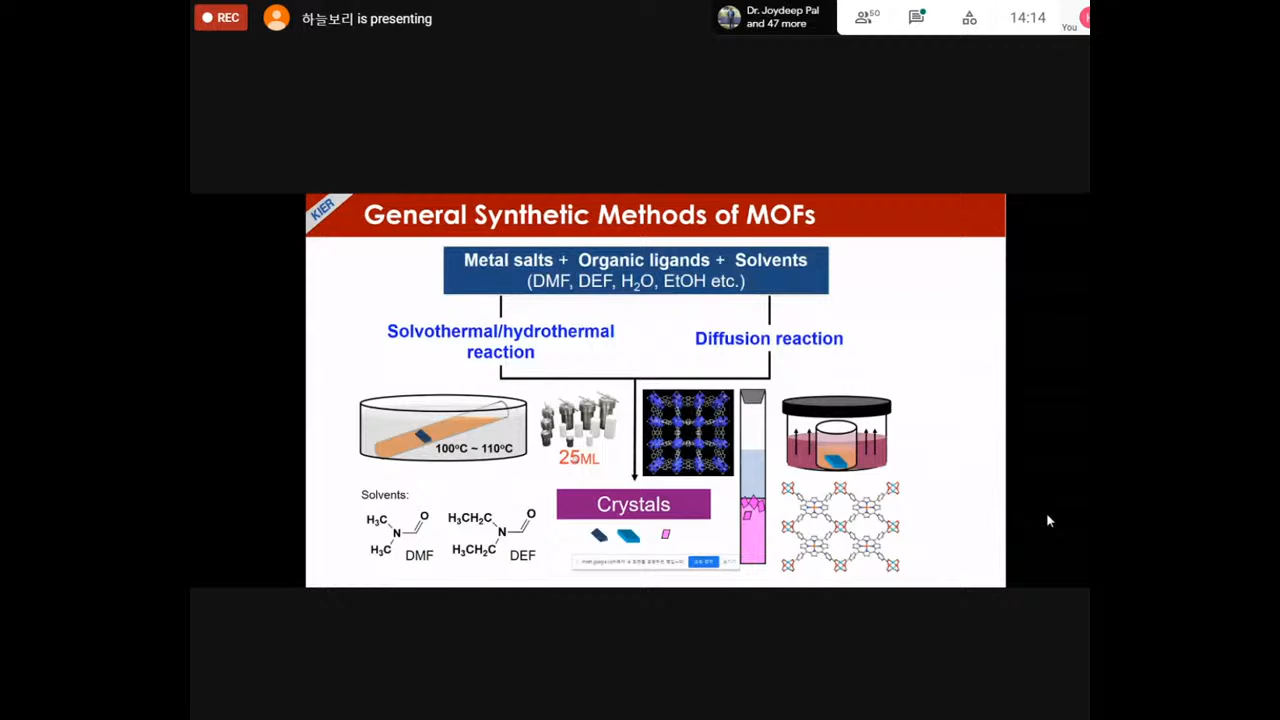 REC
하늘보리 is presenting
Dr. Joydeep Pal
and 47 more
50
14:14
You
KIER
General Synthetic Methods of MOFs
Metal salts + Organic ligands + Solvents
(DMF, DEF, H₂O, EtOH etc.)
Solvothermal/hydrothermal
reaction
Diffusion reaction
100°C ~ 110°C
25ML
Crystals
Solvents:
H₃C
N
O
H₃C
DMF
H₃CH₂C
N
O
H₃CH₂C
DEF